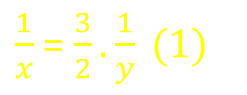 1/x = 3/2 . 1/y (1)